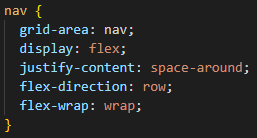 nav {
  grid-area: nav;
  display: flex;
  justify-content: space-around;
  flex-direction: row;
  flex-wrap: wrap;
}